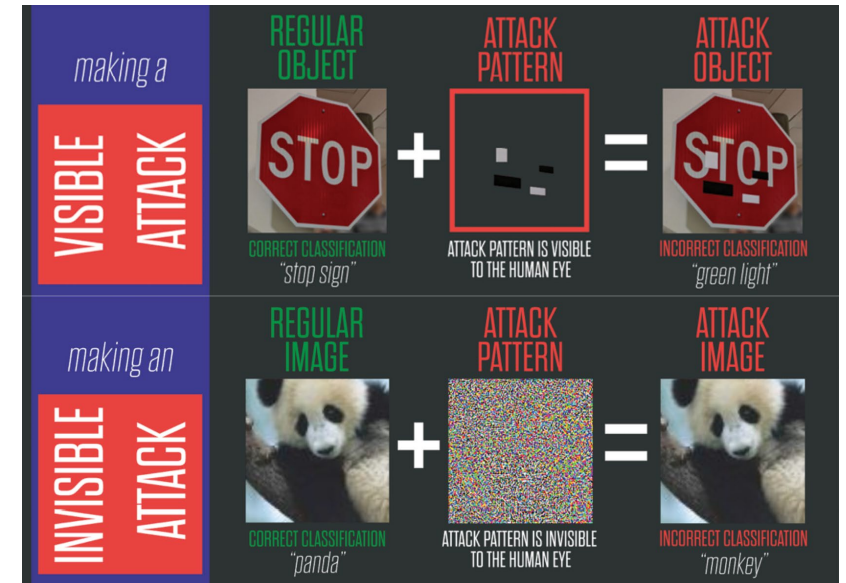 making a
VISIBLE
ATTACK
REGULAR
OBJECT
STOP
CORRECT CLASSIFICATION
“stop sign”
+
ATTACK
PATTERN
ATTACK PATTERN IS VISIBLE
TO THE HUMAN EYE
=
ATTACK
OBJECT
STOP
INCORRECT CLASSIFICATION
“green light”
making an
INVISIBLE
ATTACK
REGULAR
IMAGE
CORRECT CLASSIFICATION
“panda”
+
ATTACK
PATTERN
ATTACK PATTERN IS INVISIBLE
TO THE HUMAN EYE
=
ATTACK
IMAGE
INCORRECT CLASSIFICATION
“monkey”